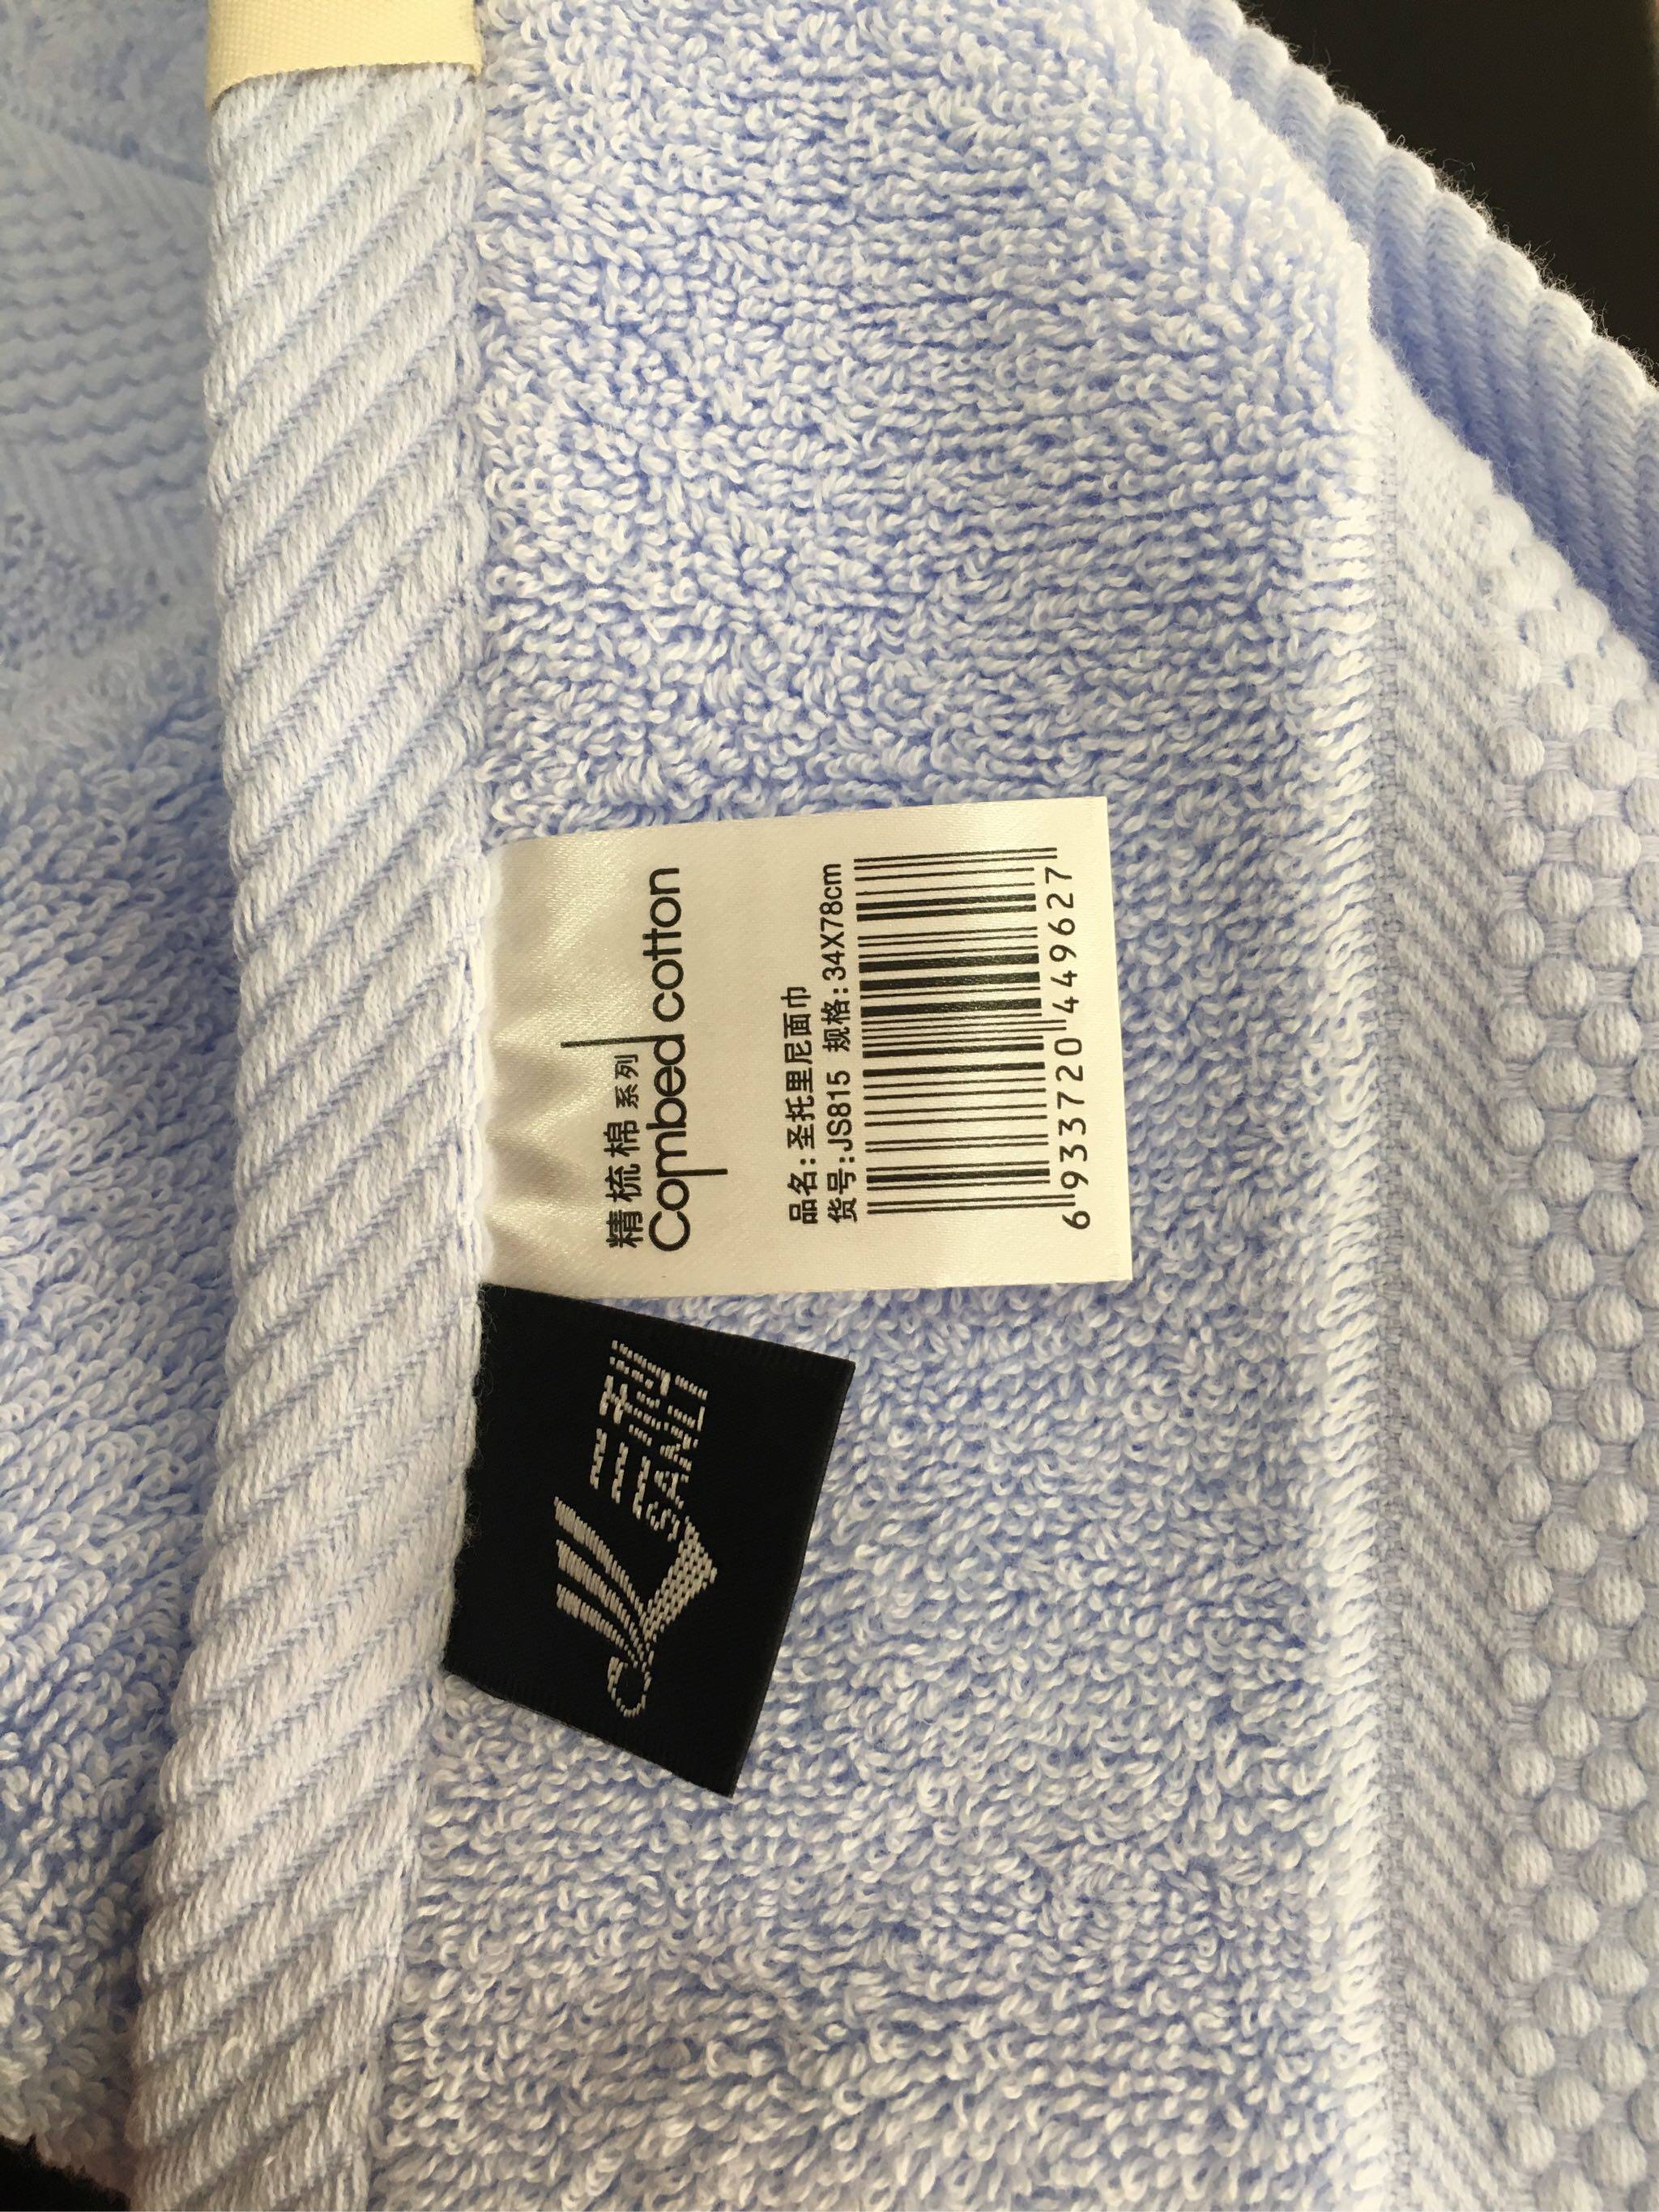 精梳棉系列
Combed cotton
品名:圣托里尼面巾
货号:JS815 规格:34X78cm
6 933720 449627
三利
SANLI